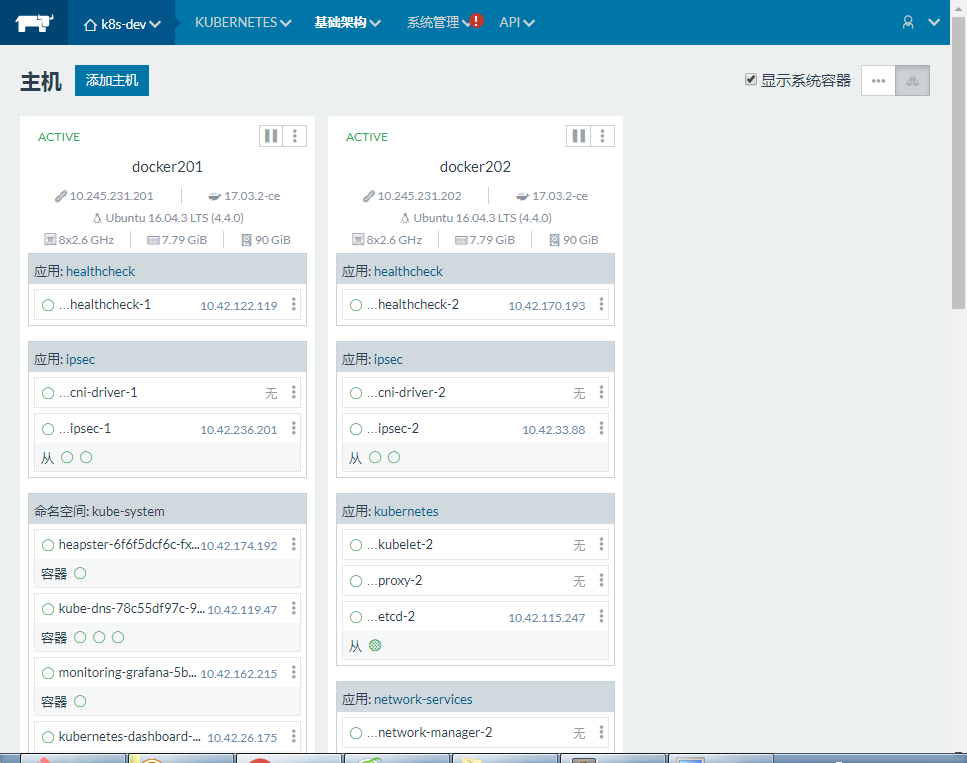 k8s-dev KUBERNETES 基础架构 系统管理 ! API
主机 添加主机 显示系统容器
ACTIVE
docker201
10.245.231.201 17.03.2-ce
Ubuntu 16.04.3 LTS (4.4.0)
8x2.6 GHz 7.79 GiB 90 GiB
应用: healthcheck
...healthcheck-1 10.42.122.119
应用: ipsec
...cni-driver-1 无
...ipsec-1 10.42.236.201
从
命名空间: kube-system
heapster-6f6f5dcf6c-fx... 10.42.174.192
容器
kube-dns-78c55df97c-9... 10.42.119.47
容器
monitoring-grafana-5b... 10.42.162.215
容器
kubernetes-dashboard-... 10.42.26.175
ACTIVE
docker202
10.245.231.202 17.03.2-ce
Ubuntu 16.04.3 LTS (4.4.0)
8x2.6 GHz 7.79 GiB 90 GiB
应用: healthcheck
...healthcheck-2 10.42.170.193
应用: ipsec
...cni-driver-2 无
...ipsec-2 10.42.33.88
从
应用: kubernetes
...kubelet-2 无
...proxy-2 无
...etcd-2 10.42.115.247
从
应用: network-services
...network-manager-2 无